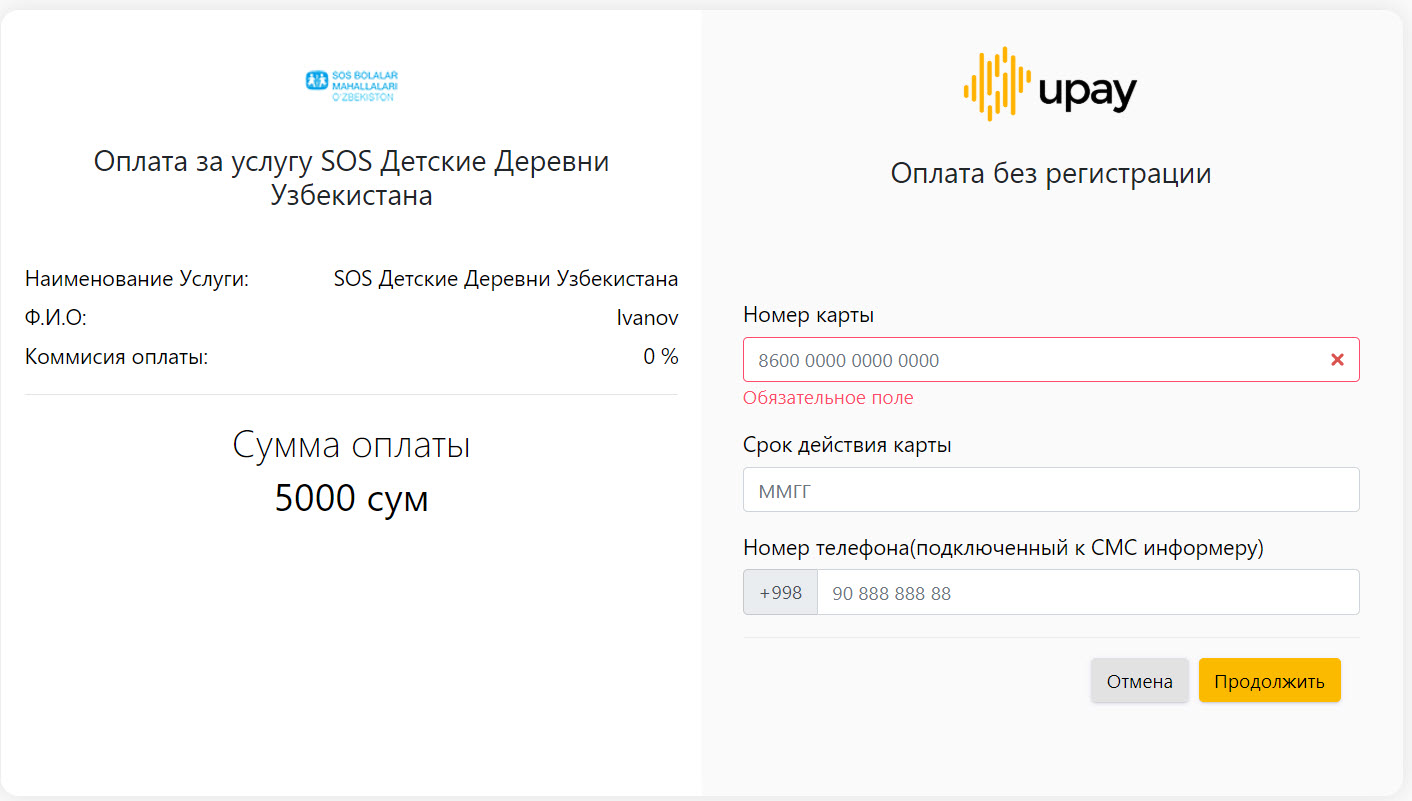 SOS BOLALAR
MAHALLALARI
O'ZBEKISTON
Оплата за услугу SOS Детские Деревни
Узбекистана
Наименование Услуги: SOS Детские Деревни Узбекистана
Ф.И.О: Ivanov
Коммисия оплаты: 0 %
Сумма оплаты
5000 сум
upay
Оплата без регистрации
Номер карты
8600 0000 0000 0000
Обязательное поле
Срок действия карты
ММГГ
Номер телефона(подключенный к СМС информеру)
+998 90 888 888 88
Отмена Продолжить